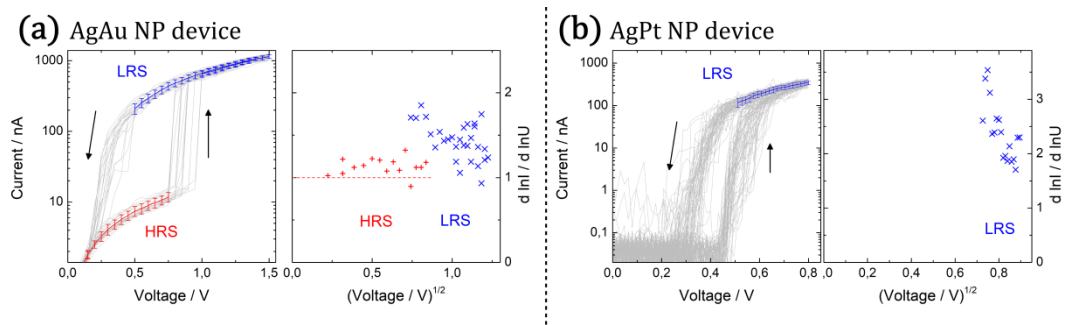 (a) AgAu NP device
1000
100
10
Current / nA
LRS
HRS
0,0 0,5 1,0 1,5
Voltage / V
HRS
LRS
0,0 0,5 1,0
(Voltage / V)1/2
2
1
0
d lnI / d lnU
(b) AgPt NP device
1000
100
10
1
0,1
Current / nA
LRS
0,0 0,2 0,4 0,6 0,8
Voltage / V
LRS
0,0 0,2 0,4 0,6 0,8
(Voltage / V)1/2
3
2
1
0
d lnI / d lnU